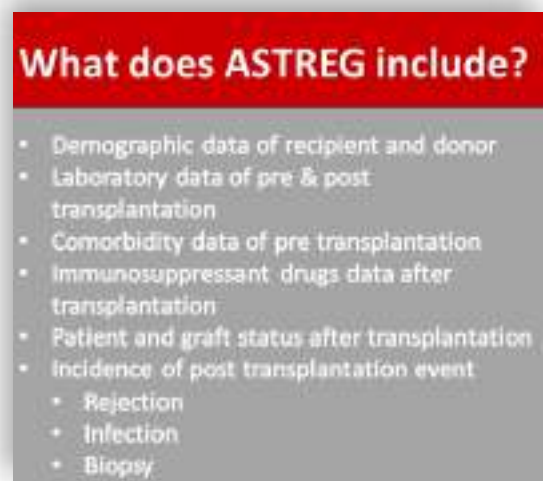 What does ASTREG include?
• Demographic data of recipient and donor
• Laboratory data of pre & post
transplantation
• Comorbidity data of pre transplantation
• Immunosuppressant drugs data after
transplantation
• Patient and graft status after transplantation
• Incidence of post transplantation event
• Rejection
• Infection
• Biopsy